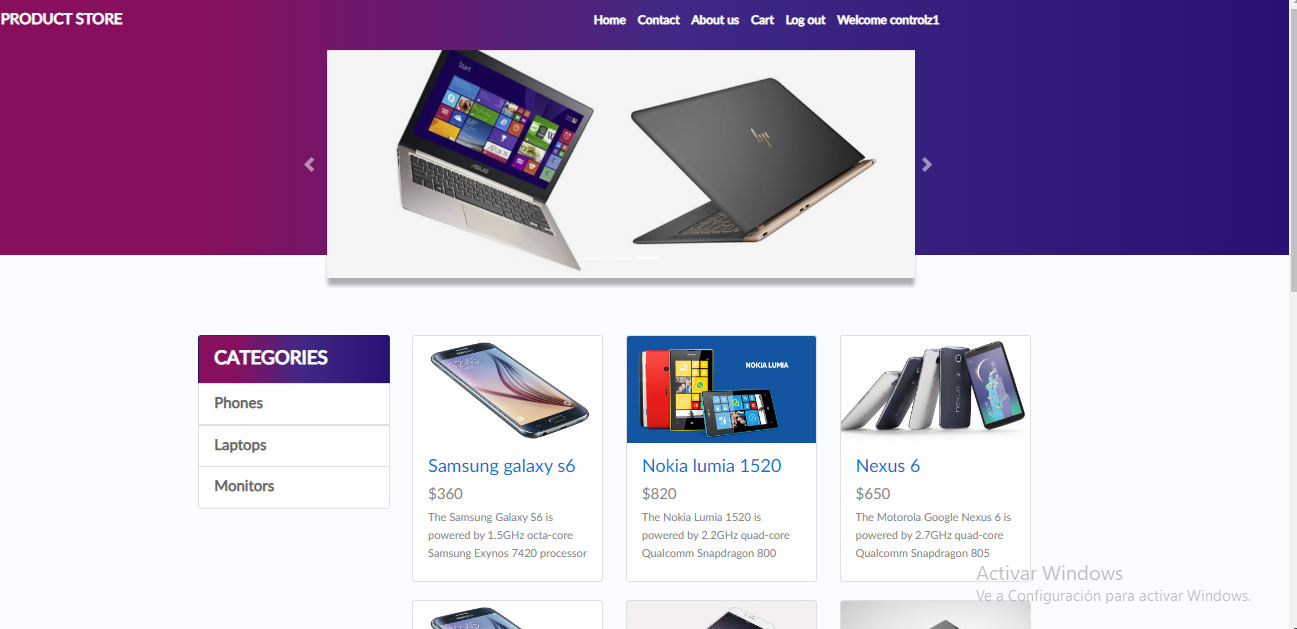 PRODUCT STORE
Home Contact About us Cart Log out Welcome controlz1
Start
ASUS
hp
CATEGORIES
Phones
Laptops
Monitors
NOKIA LUMIA
nexus
Samsung galaxy s6
$360
The Samsung Galaxy S6 is
powered by 1.5GHz octa-core
Samsung Exynos 7420 processor
Nokia lumia 1520
$820
The Nokia Lumia 1520 is
powered by 2.2GHz quad-core
Qualcomm Snapdragon 800
Nexus 6
$650
The Motorola Google Nexus 6 is
powered by 2.7GHz quad-core
Qualcomm Snapdragon 805
Activar Windows
Ve a Configuración para activar Windows.